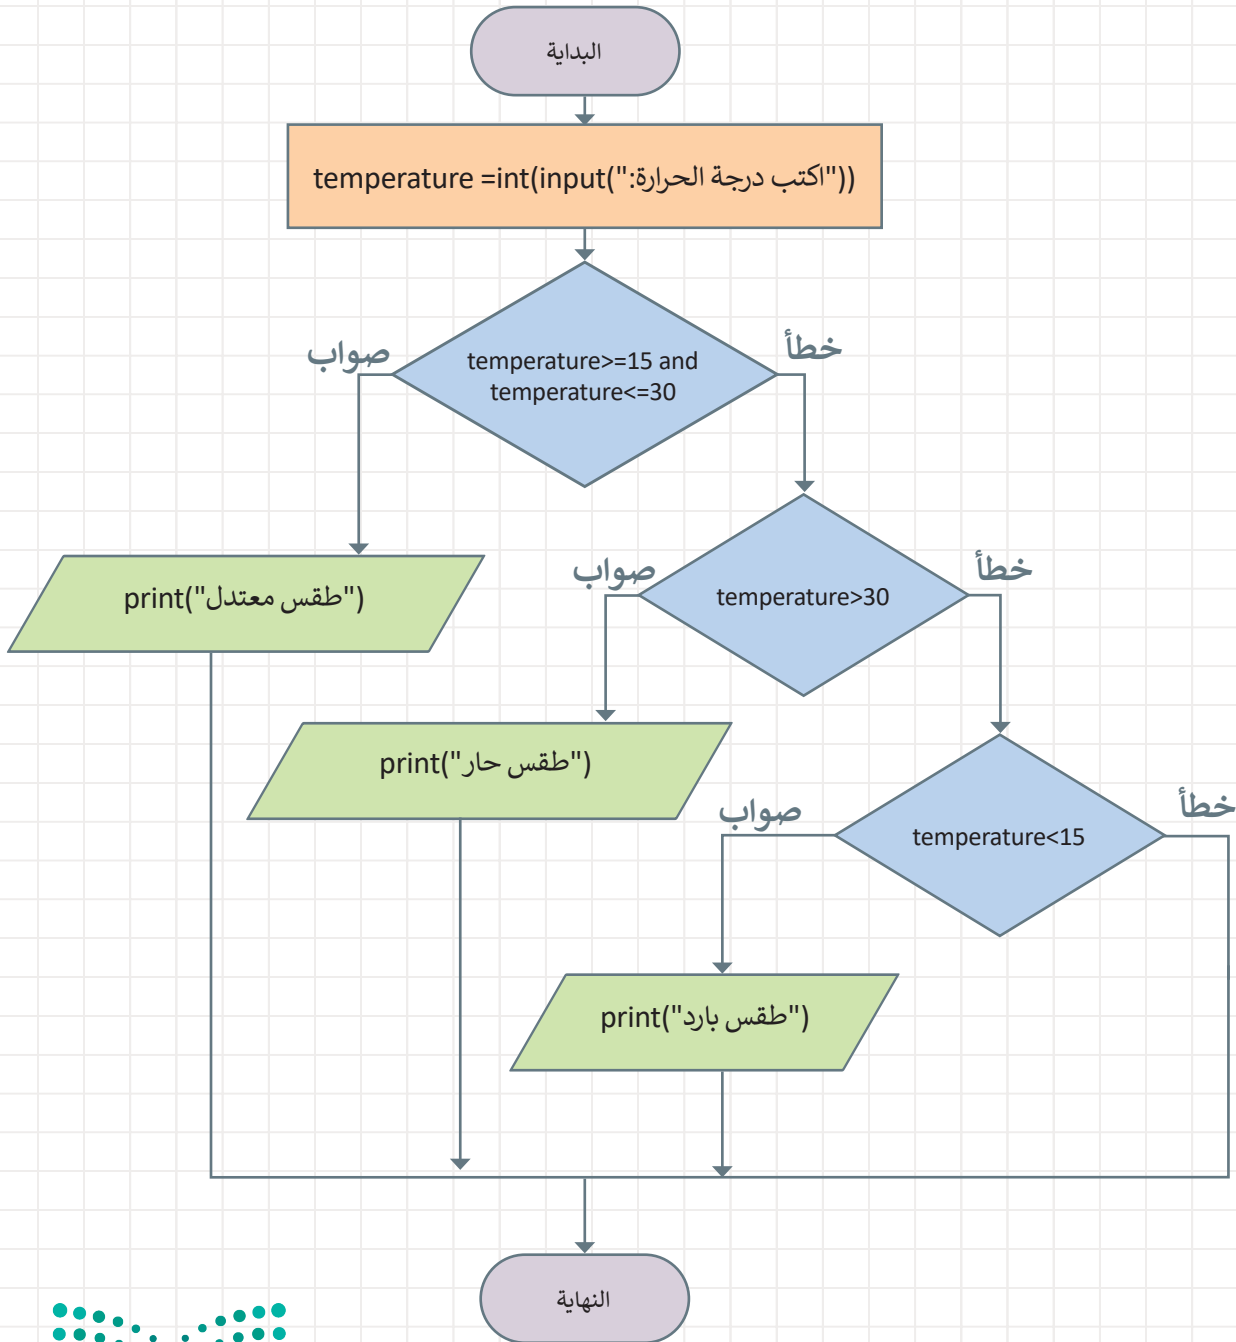 البداية
temperature =int(input("اكتب درجة الحرارة:"))
temperature>=15 and
temperature<=30
صواب
خطأ
temperature>30
صواب
خطأ
print("طقس معتدل")
print("طقس حار")
temperature<15
صواب
خطأ
print("طقس بارد")
النهاية